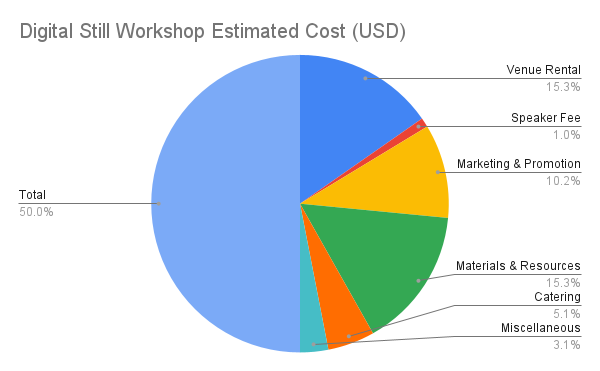 Digital Still Workshop Estimated Cost (USD)
Venue Rental
15.3%
Speaker Fee
1.0%
Marketing & Promotion
10.2%
Total
50.0%
Materials & Resources
15.3%
Catering
5.1%
Miscellaneous
3.1%